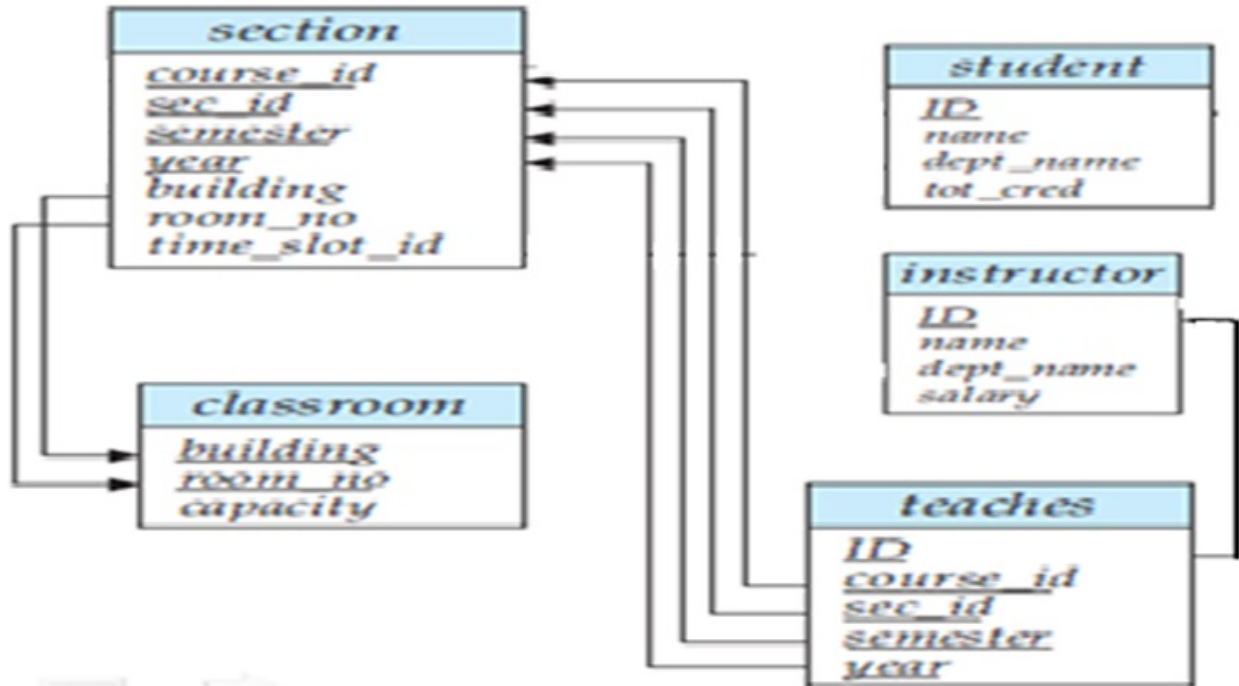 section
course_id
sec_id
semester
year
building
room_no
time_slot_id
classroom
building
room_no
capacity
student
ID
name
dept_name
tot_cred
instructor
ID
name
dept_name
salary
teaches
ID
course_id
sec_id
semester
year